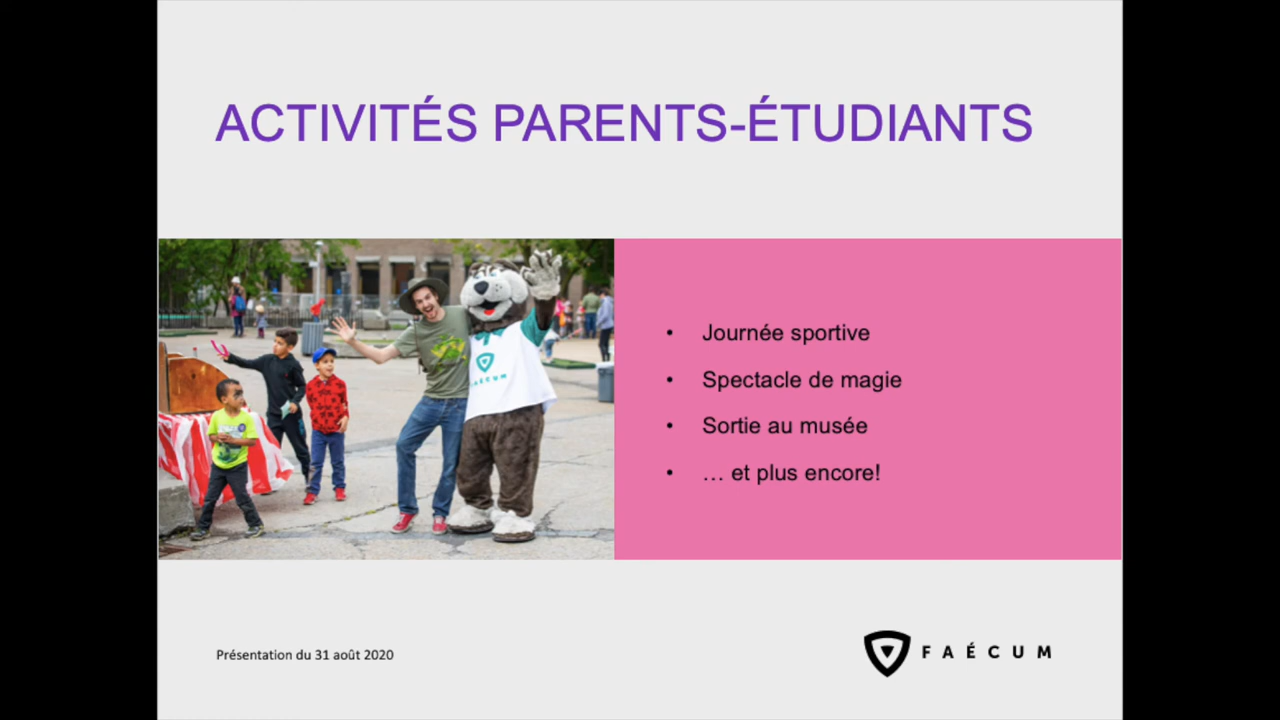 ACTIVITÉS PARENTS-ÉTUDIANTS
FAÉCUM
• Journée sportive
• Spectacle de magie
• Sortie au musée
• … et plus encore!
Présentation du 31 août 2020
FAÉCUM